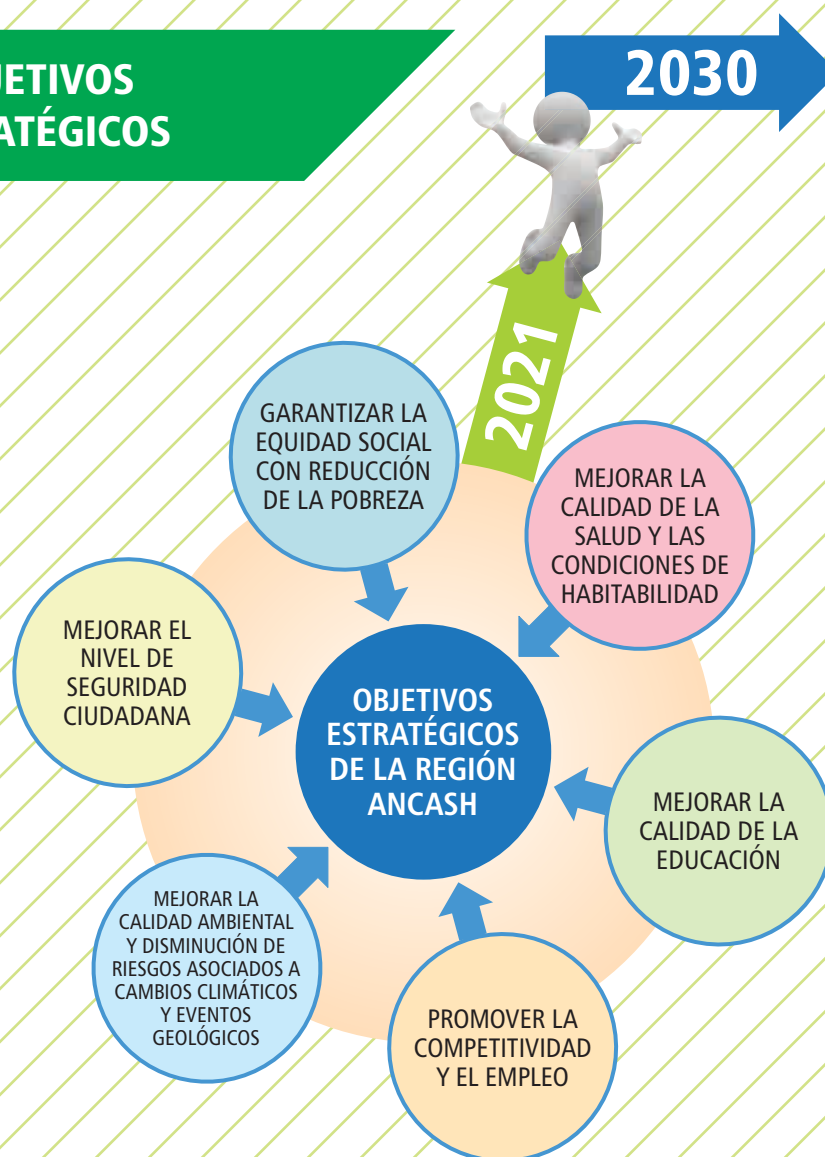 JETIVOS
ATÉGICOS
2030
2021
GARANTIZAR LA
EQUIDAD SOCIAL
CON REDUCCIÓN
DE LA POBREZA
MEJORAR LA
CALIDAD DE LA
SALUD Y LAS
CONDICIONES DE
HABITABILIDAD
MEJORAR EL
NIVEL DE
SEGURIDAD
CIUDADANA
OBJETIVOS
ESTRATÉGICOS
DE LA REGIÓN
ANCASH
MEJORAR LA
CALIDAD DE LA
EDUCACIÓN
MEJORAR LA
CALIDAD AMBIENTAL
Y DISMINUCIÓN DE
RIESGOS ASOCIADOS A
CAMBIOS CLIMÁTICOS
Y EVENTOS
GEOLÓGICOS
PROMOVER LA
COMPETITIVIDAD
Y EL EMPLEO